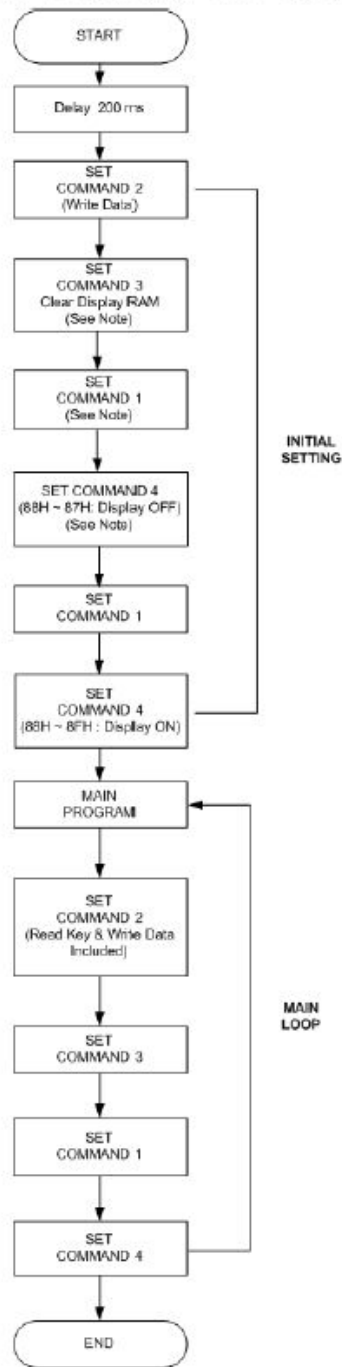 START
Delay 200 ms
SET
COMMAND 2
(Write Data)
SET
COMMAND 3
Clear Display RAM
(See Note)
SET
COMMAND 1
(See Note)
INITIAL
SETTING
SET COMMAND 4
(88H ~ 87H: Display OFF)
(See Note)
SET
COMMAND 1
SET
COMMAND 4
(88H ~ 8FH : Display ON)
MAIN
PROGRAM
SET
COMMAND 2
(Read Key & Write Data
Included)
MAIN
LOOP
SET
COMMAND 3
SET
COMMAND 1
SET
COMMAND 4
END